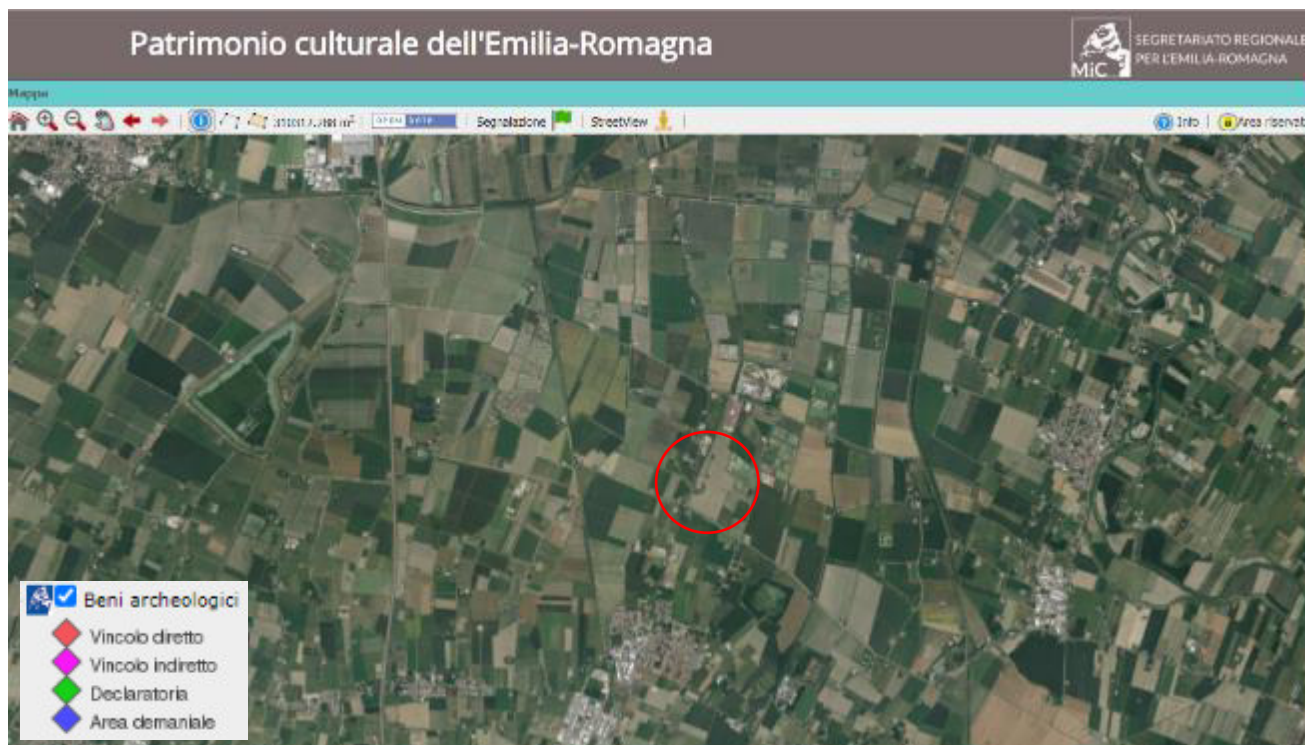 Patrimonio culturale dell'Emilia-Romagna
MiC
SEGRETARIATO REGIONALE
PER L'EMILIA-ROMAGNA
Mappa
Segnalazione
StreetView
Info
Area riservat
Beni archeologici
Vincolo diretto
Vincolo indiretto
Declaratoria
Area demaniale